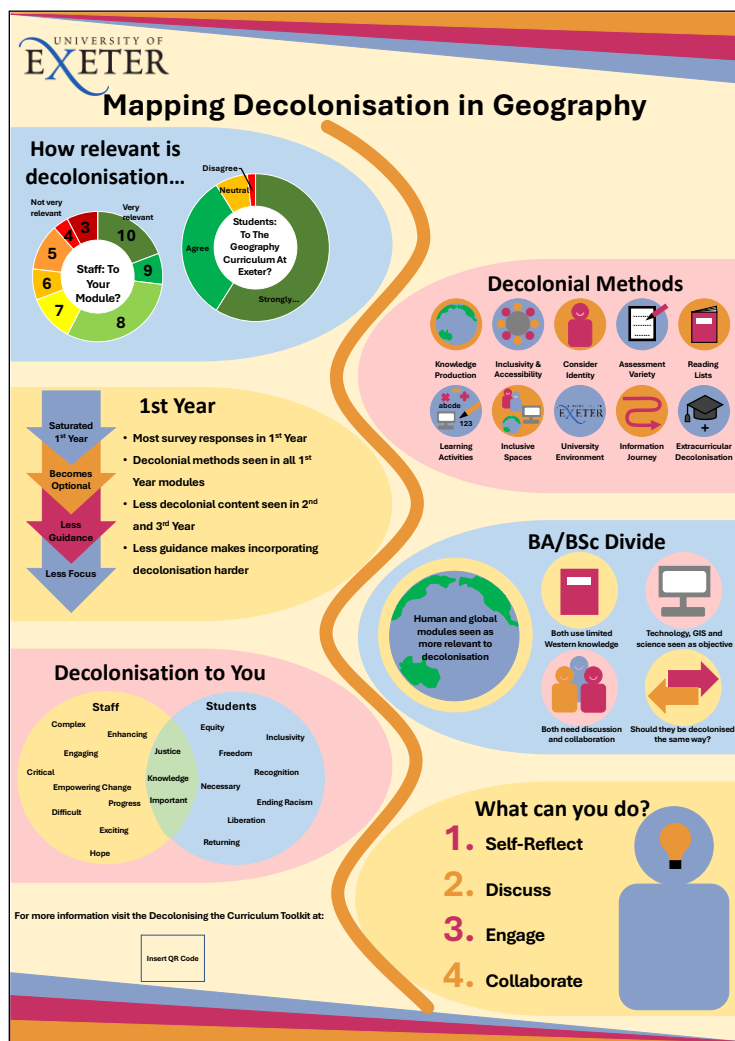 UNIVERSITY OF
EXETER
Mapping Decolonisation in Geography
How relevant is
decolonisation...
Not very
relevant
Very
relevant
3
4
5
6
7
8
9
10
Staff: To
Your
Module?
Disagree
Neutral
Agree
Strongly...
Students:
To The
Geography
Curriculum At
Exeter?
Decolonial Methods
Knowledge
Production
Inclusivity &
Accessibility
Consider
Identity
Assessment
Variety
Reading
Lists
abcde
123
EXETER
Learning
Activities
Inclusive
Spaces
University
Environment
Information
Journey
Extracurricular
Decolonisation
Saturated
1st Year
Becomes
Optional
Less
Guidance
Less Focus
1st Year
• Most survey responses in 1st Year
• Decolonial methods seen in all 1st
Year modules
• Less decolonial content seen in 2nd
and 3rd Year
• Less guidance makes incorporating
decolonisation harder
BA/BSc Divide
Human and global
modules seen as
more relevant to
decolonisation
Both use limited
Western knowledge
Technology, GIS and
science seen as objective
Both need discussion
and collaboration
Should they be decolonised
the same way?
Decolonisation to You
Staff
Complex
Enhancing
Engaging
Critical
Empowering Change
Progress
Difficult
Exciting
Hope
Justice
Knowledge
Important
Students
Equity
Inclusivity
Freedom
Recognition
Necessary
Ending Racism
Liberation
Returning
What can you do?
1. Self-Reflect
2. Discuss
3. Engage
4. Collaborate
For more information visit the Decolonising the Curriculum Toolkit at:
Insert QR Code